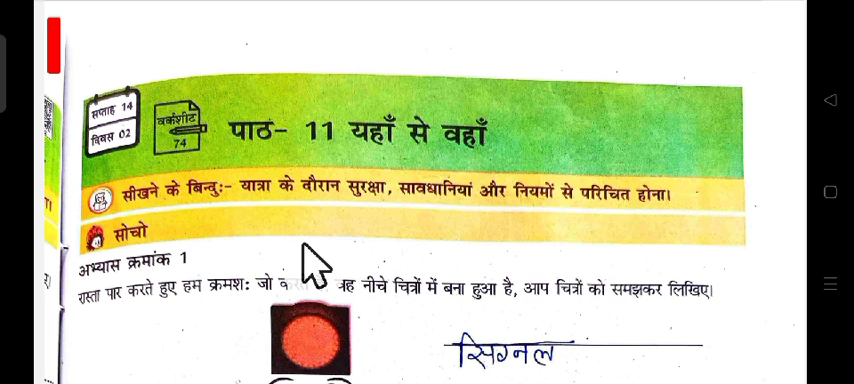 सप्ताह 14
दिवस 02
वर्कशीट
74
पाठ- 11 यहाँ से वहाँ
सीखने के बिन्दुः- यात्रा के दौरान सुरक्षा, सावधानियां और नियमों से परिचित होना।
सोचो
अभ्यास क्रमांक 1
रास्ता पार करते हुए हम क्रमशः जो वह नीचे चित्रों में बना हुआ है, आप चित्रों को समझकर लिखिए।
सिग्नल